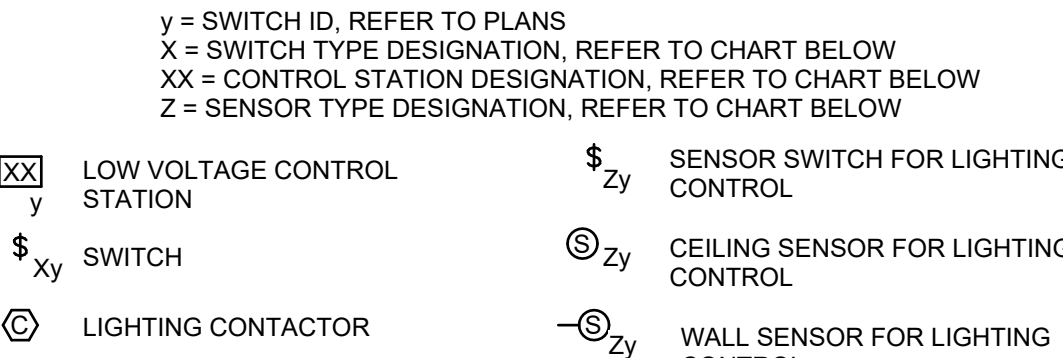 y = SWITCH ID, REFER TO PLANS
X = SWITCH TYPE DESIGNATION, REFER TO CHART BELOW
XX = CONTROL STATION DESIGNATION, REFER TO CHART BELOW
Z = SENSOR TYPE DESIGNATION, REFER TO CHART BELOW
XX
y
LOW VOLTAGE CONTROL
STATION
$ Xy
SWITCH
C
LIGHTING CONTACTOR
$ Zy
SENSOR SWITCH FOR LIGHTING
CONTROL
S Zy
CEILING SENSOR FOR LIGHTING
CONTROL
S Zy
WALL SENSOR FOR LIGHTING